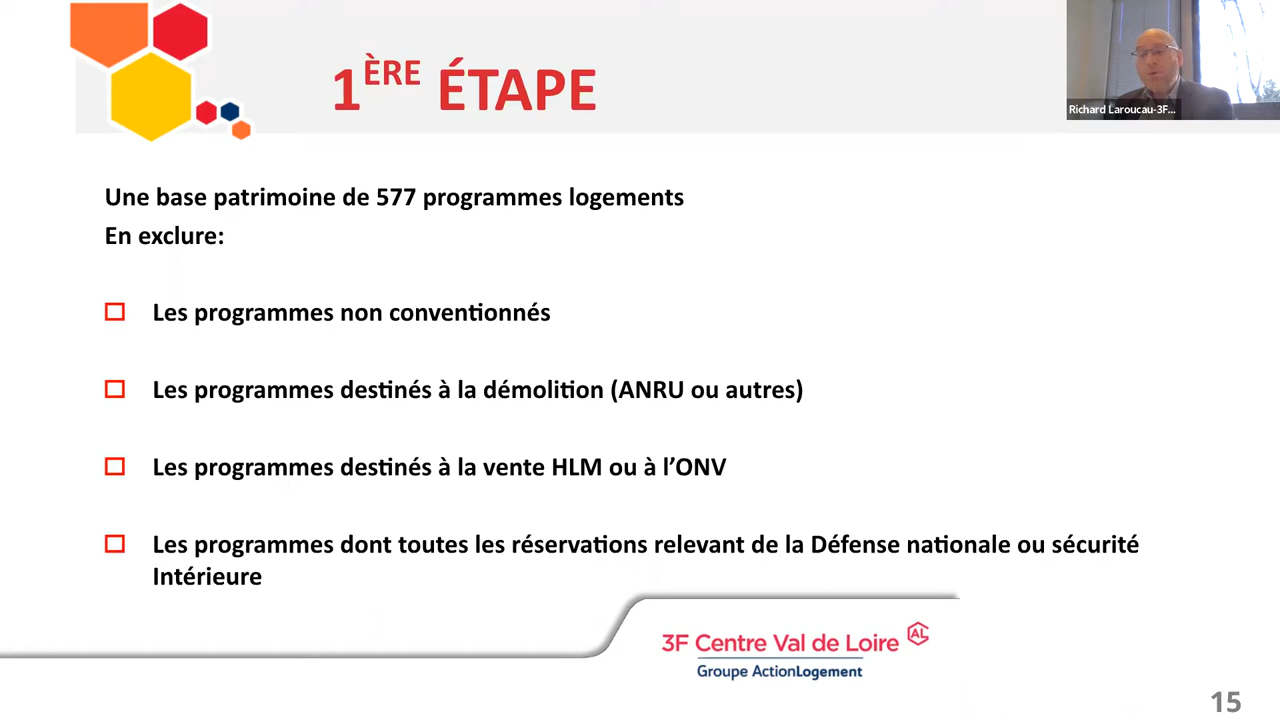 1ÈRE ÉTAPE
Richard Laroucau-3F...
Une base patrimoine de 577 programmes logements
En exclure:
Les programmes non conventionnés
Les programmes destinés à la démolition (ANRU ou autres)
Les programmes destinés à la vente HLM ou à l’ONV
Les programmes dont toutes les réservations relevant de la Défense nationale ou sécurité
Intérieure
3F Centre Val de Loire AL
Groupe ActionLogement
15